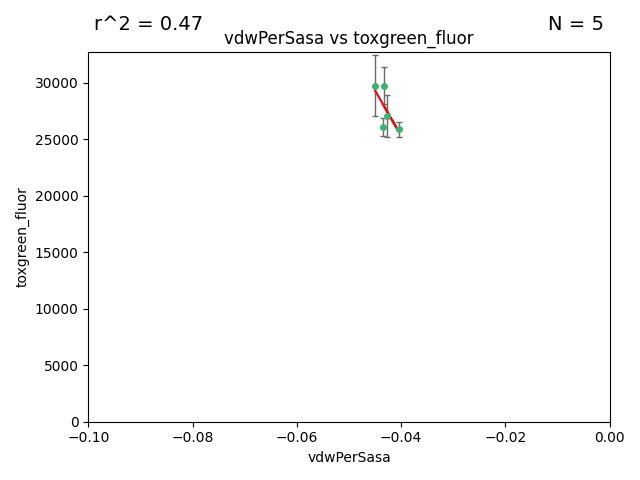 r^2 = 0.47
N = 5
vdwPerSasa vs toxgreen_fluor
30000
25000
20000
15000
10000
5000
0
toxgreen_fluor
−0.10
−0.08
−0.06
−0.04
−0.02
0.00
vdwPerSasa